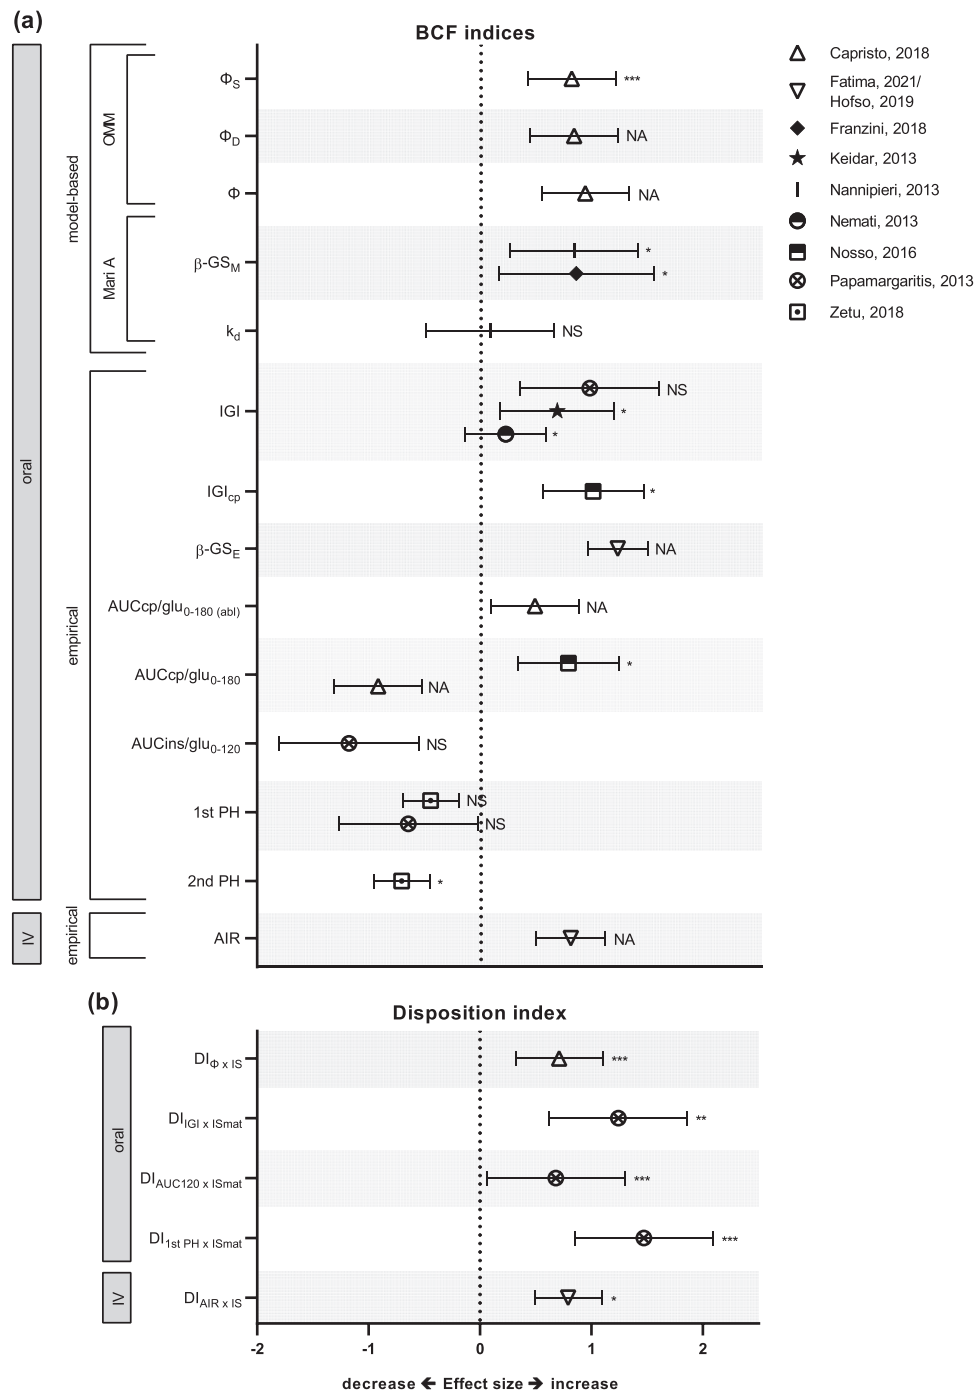 (a)
BCF indices
oral
model-based
OMM
ΦS ***
ΦD NA
Φ NA
Mari A
β-GSM *
*
kd NS
empirical
IGI NS
*
*
IGIcp *
β-GSE NA
AUCcp/glu0-180 (abl) NA
AUCcp/glu0-180 *
NA
AUCins/glu0-120 NS
1st PH NS
NS
2nd PH *
IV
empirical
AIR NA
Capristo, 2018
Fatima, 2021/
Hofso, 2019
Franzini, 2018
Keidar, 2013
Nannipieri, 2013
Nemati, 2013
Nosso, 2016
Papamargaritis, 2013
Zetu, 2018
(b)
Disposition index
oral
DIΦ x IS ***
DIIGI x ISmat **
DIAUC120 x ISmat ***
DI1st PH x ISmat ***
IV
DIAIR x IS *
-2 -1 0 1 2
decrease ← Effect size → increase